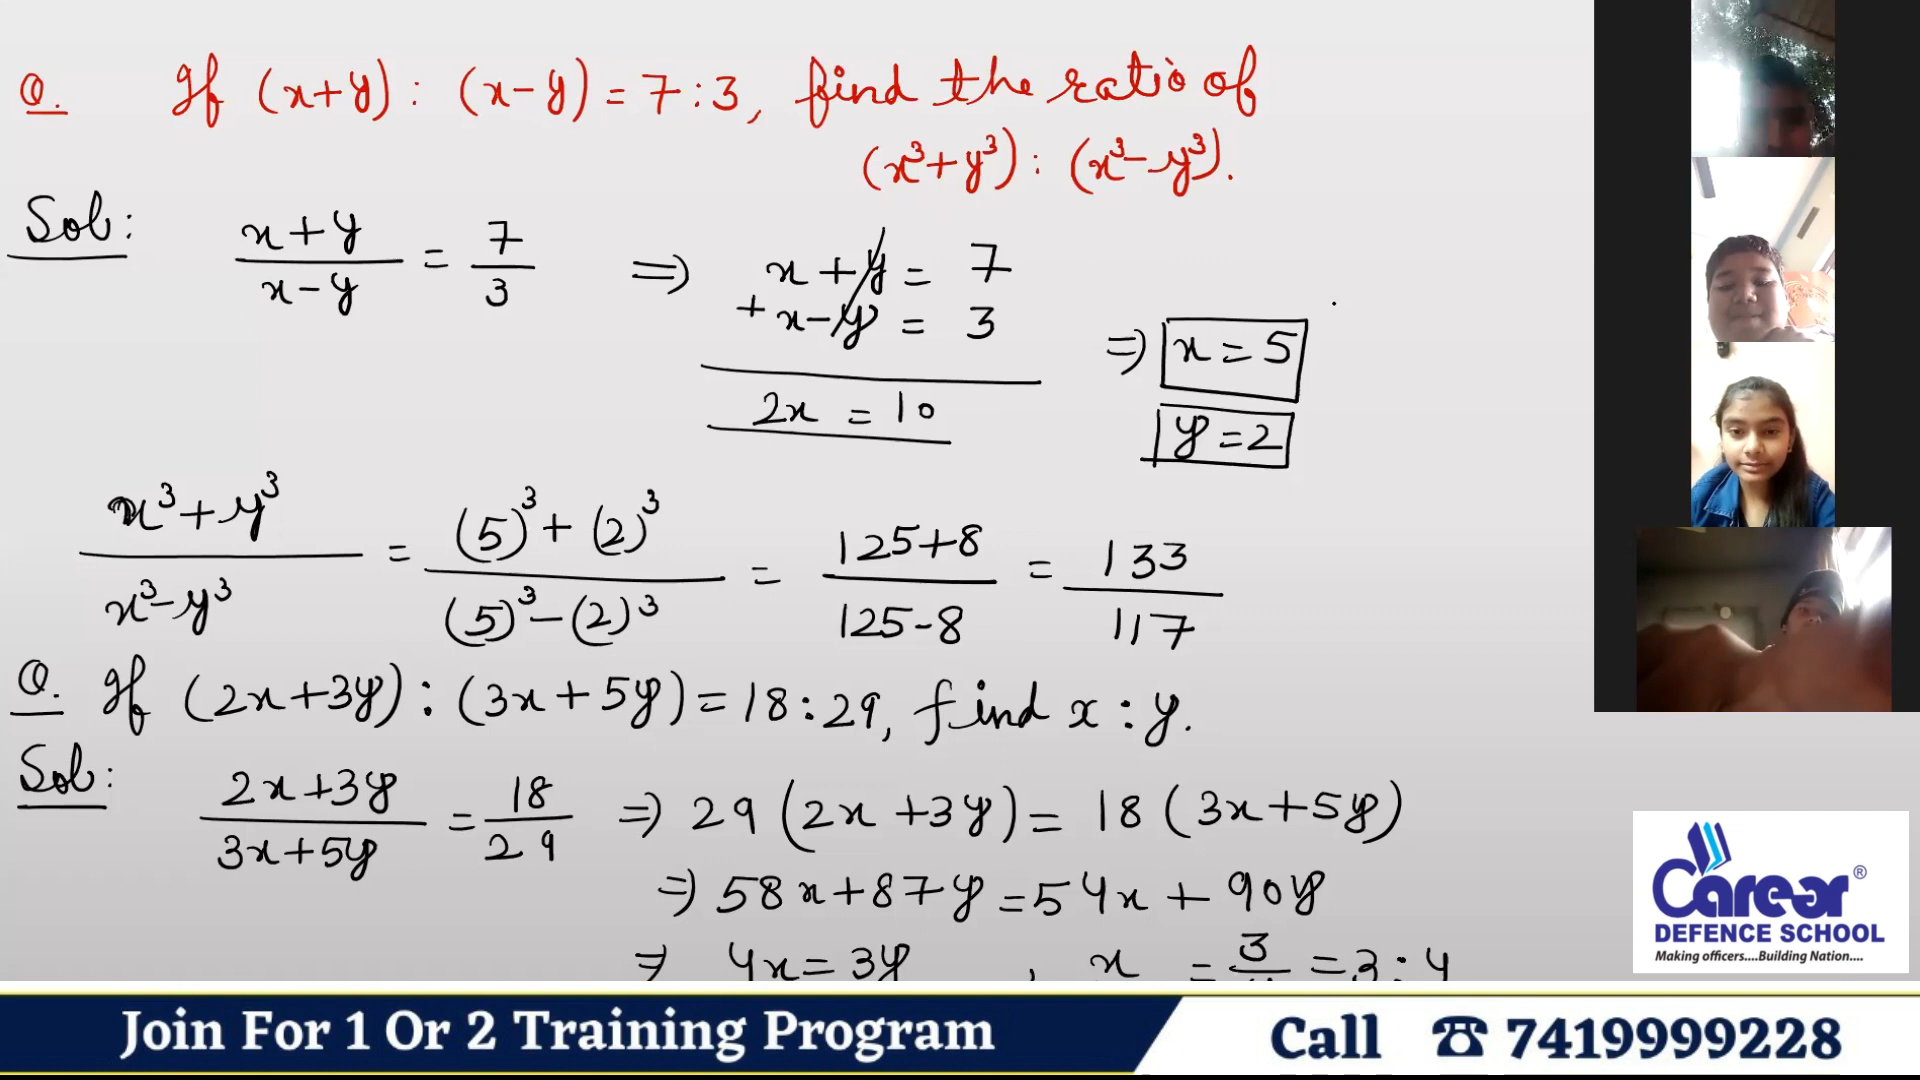 Q. If (x+y) : (x-y) = 7:3, find the ratio of
(x³+y³) : (x³-y³).
Sol:
x+y / x-y = 7/3 ⇒ x+y = 7
+ x-y = 3
2x = 10
⇒ x = 5
y = 2
x³+y³ / x³-y³ = (5)³+(2)³ / (5)³-(2)³ = 125+8 / 125-8 = 133 / 117
Q. If (2x+3y) : (3x+5y) = 18:29, find x : y.
Sol: 2x+3y / 3x+5y = 18 / 29 ⇒ 29(2x+3y) = 18(3x+5y)
⇒ 58x+87y = 54x + 90y
⇒ 4x = 3y , x = 3 = 3:4
Carear®
DEFENCE SCHOOL
Making officers....Building Nation....
Join For 1 Or 2 Training Program
Call ☎ 7419999228